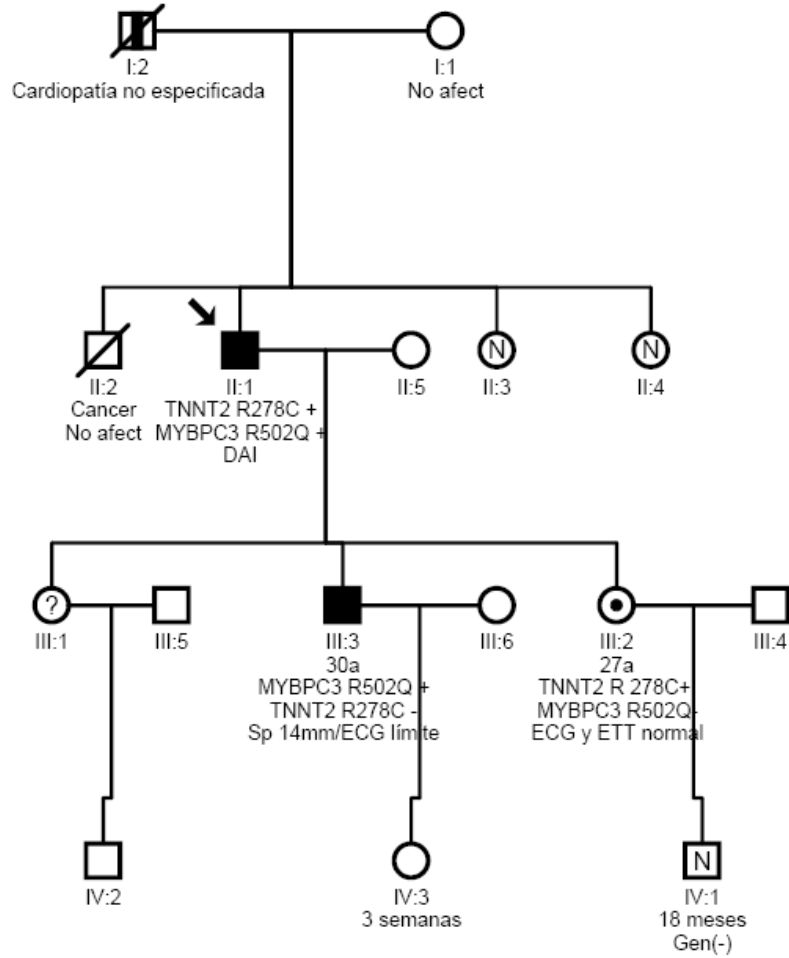 I:2
Cardiopatía no especificada
I:1
No afect
II:2
Cancer
No afect
II:1
TNNT2 R278C +
MYBPC3 R502Q +
DAI
II:5
N
II:3
N
II:4
?
III:1
III:5
III:3
30a
MYBPC3 R502Q +
TNNT2 R278C -
Sp 14mm/ECG límite
III:6
III:2
27a
TNNT2 R 278C+
MYBPC3 R502Q-
ECG y ETT normal
III:4
IV:2
IV:3
3 semanas
N
IV:1
18 meses
Gen(-)